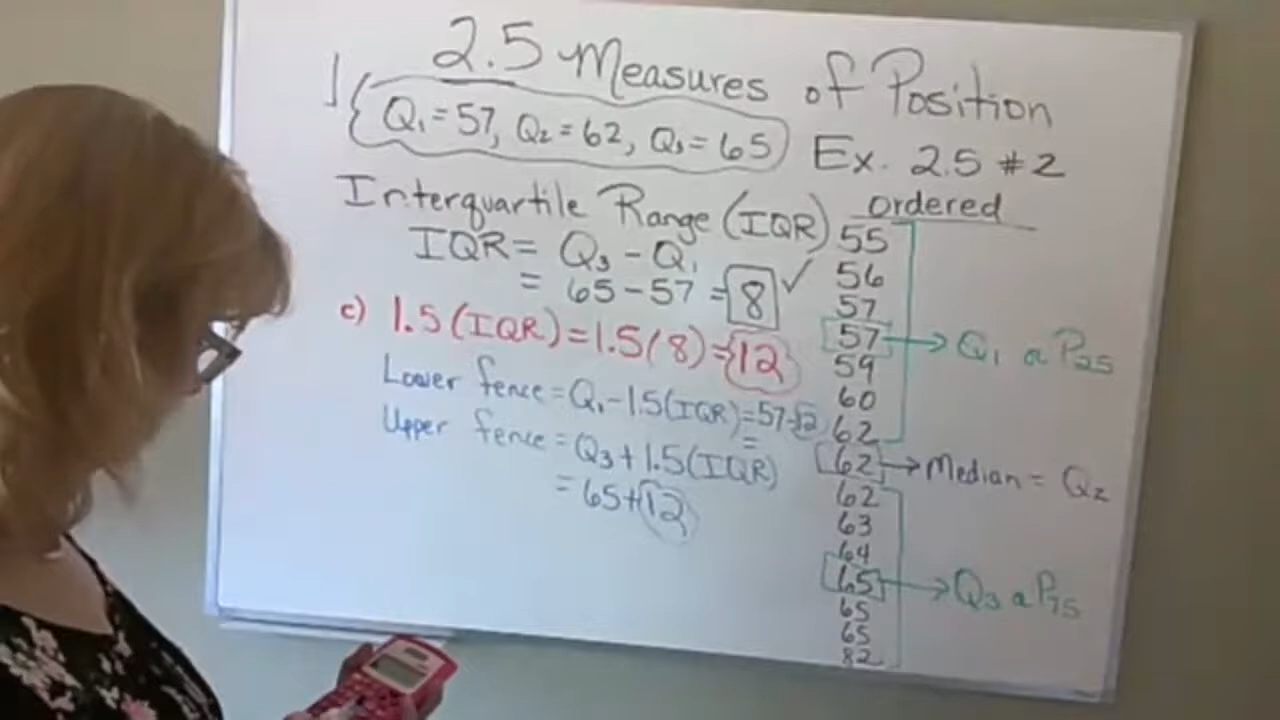 2.5 Measures of Position
Q₁ = 57, Q₂ = 62, Q₃ = 65
Ex. 2.5 #2
Interquartile Range (IQR)
IQR = Q₃ - Q₁
= 65 - 57 = 8 ✓
c) 1.5(IQR) = 1.5(8) = 12
Lower fence = Q₁ - 1.5(IQR) = 57 - 12
=
Upper fence = Q₃ + 1.5(IQR)
= 65 + 12
ordered
55
56
57
57 → Q₁ a P₂₅
59
60
62
62 → Median = Q₂
62
63
64
65 → Q₃ a P₇₅
65
65
82